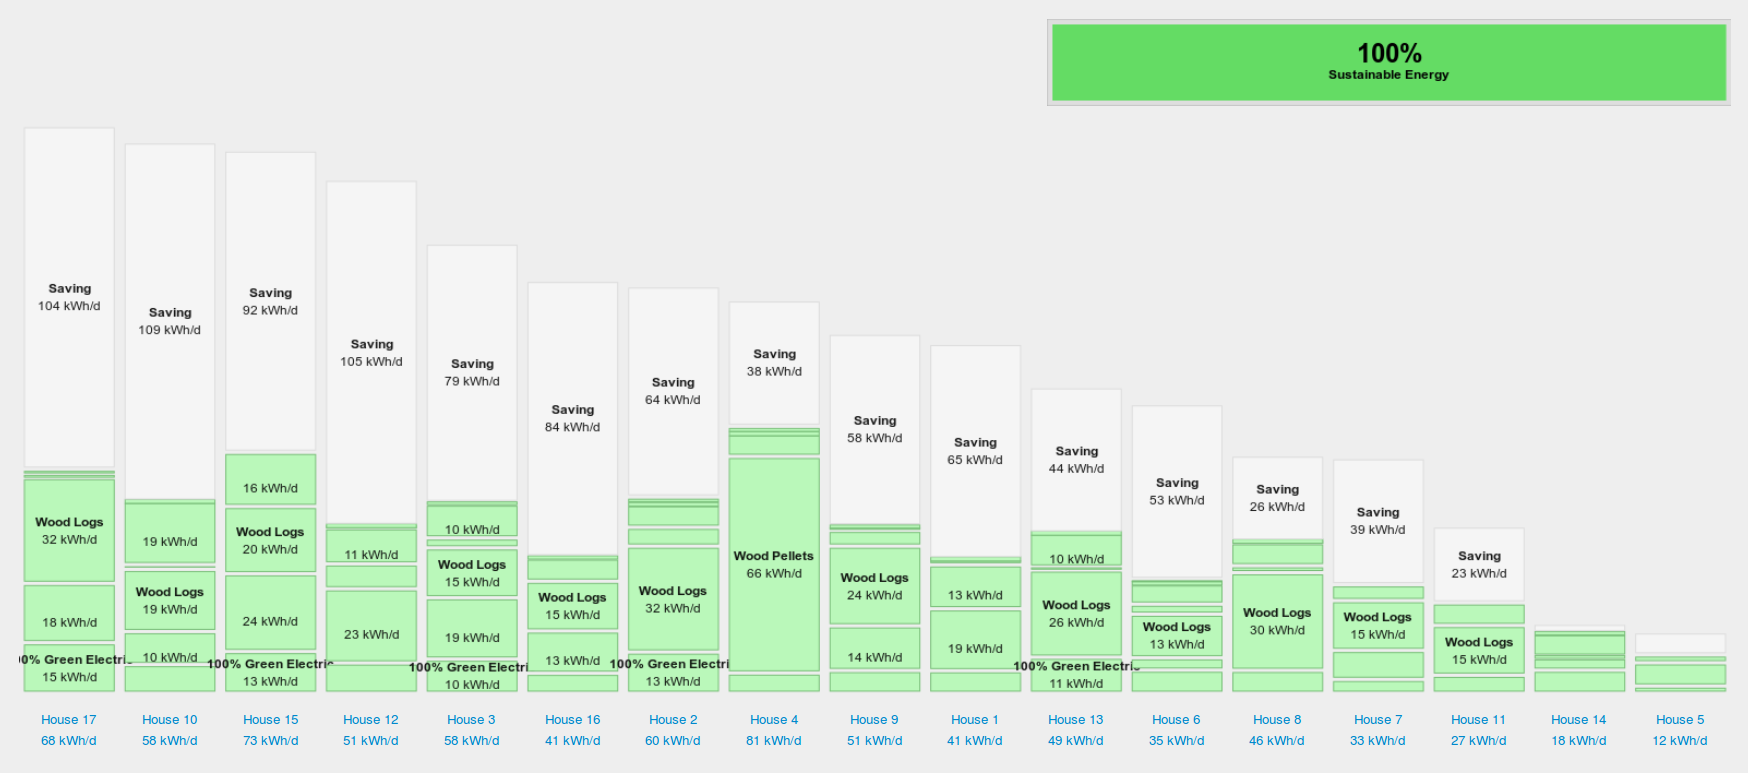 100%
Sustainable Energy
Saving
104 kWh/d
Wood Logs
32 kWh/d
18 kWh/d
00% Green Electric
15 kWh/d
Saving
109 kWh/d
19 kWh/d
Wood Logs
19 kWh/d
10 kWh/d
Saving
92 kWh/d
16 kWh/d
Wood Logs
20 kWh/d
24 kWh/d
100% Green Electric
13 kWh/d
Saving
105 kWh/d
11 kWh/d
23 kWh/d
Saving
79 kWh/d
10 kWh/d
Wood Logs
15 kWh/d
19 kWh/d
100% Green Electri
10 kWh/d
Saving
84 kWh/d
Wood Logs
15 kWh/d
13 kWh/d
Saving
64 kWh/d
Wood Logs
32 kWh/d
100% Green Electri
13 kWh/d
Saving
38 kWh/d
Wood Pellets
66 kWh/d
Saving
58 kWh/d
Wood Logs
24 kWh/d
14 kWh/d
Saving
65 kWh/d
13 kWh/d
19 kWh/d
Saving
44 kWh/d
10 kWh/d
Wood Logs
26 kWh/d
100% Green Electric
11 kWh/d
Saving
53 kWh/d
Wood Logs
13 kWh/d
Saving
26 kWh/d
Wood Logs
30 kWh/d
Saving
39 kWh/d
Wood Logs
15 kWh/d
Saving
23 kWh/d
Wood Logs
15 kWh/d
House 17
68 kWh/d
House 10
58 kWh/d
House 15
73 kWh/d
House 12
51 kWh/d
House 3
58 kWh/d
House 16
41 kWh/d
House 2
60 kWh/d
House 4
81 kWh/d
House 9
51 kWh/d
House 1
41 kWh/d
House 13
49 kWh/d
House 6
35 kWh/d
House 8
46 kWh/d
House 7
33 kWh/d
House 11
27 kWh/d
House 14
18 kWh/d
House 5
12 kWh/d